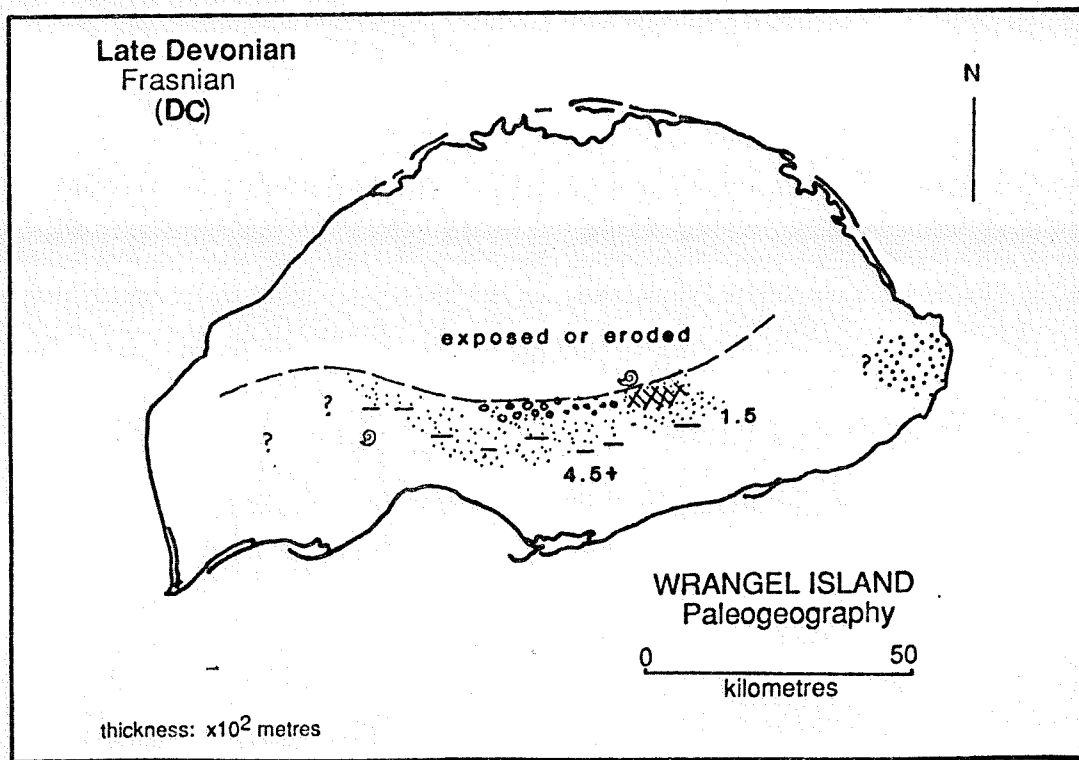 Late Devonian
Frasnian
(DC)
N
exposed or eroded
?
?
?
1.5
4.5+
WRANGEL ISLAND
Paleogeography
0 50
kilometres
thickness: x10² metres